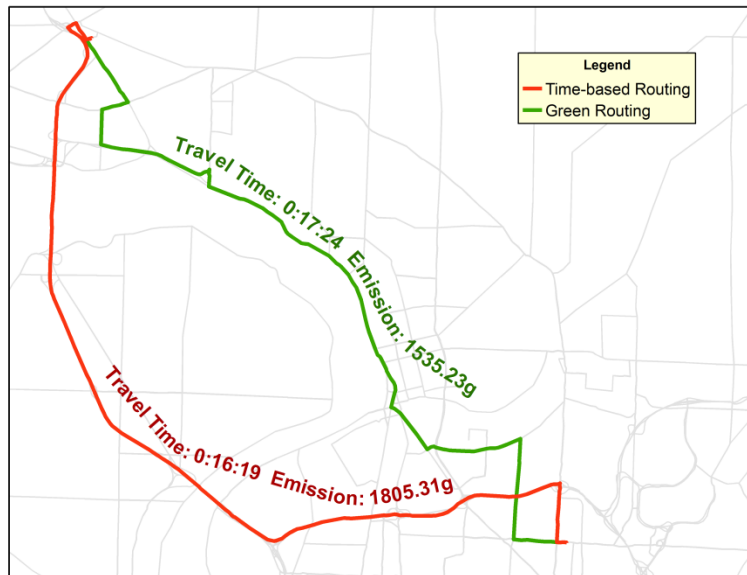 Legend
Time-based Routing
Green Routing
Travel Time: 0:17:24 Emission: 1535.23g
Travel Time: 0:16:19 Emission: 1805.31g